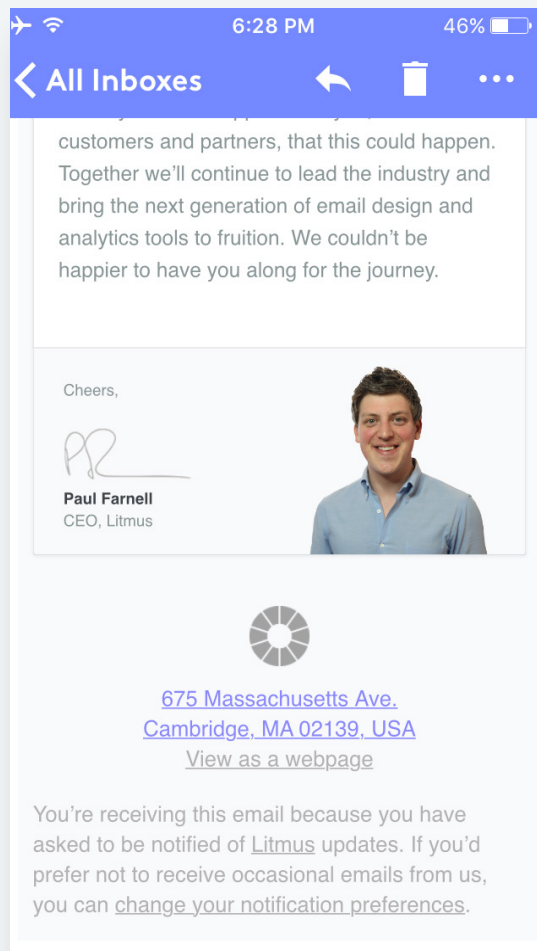 6:28 PM
46%
All Inboxes
customers and partners, that this could happen.
Together we’ll continue to lead the industry and
bring the next generation of email design and
analytics tools to fruition. We couldn’t be
happier to have you along for the journey.
Cheers,
Paul Farnell
CEO, Litmus
675 Massachusetts Ave.
Cambridge, MA 02139, USA
View as a webpage
You’re receiving this email because you have
asked to be notified of Litmus updates. If you’d
prefer not to receive occasional emails from us,
you can change your notification preferences.